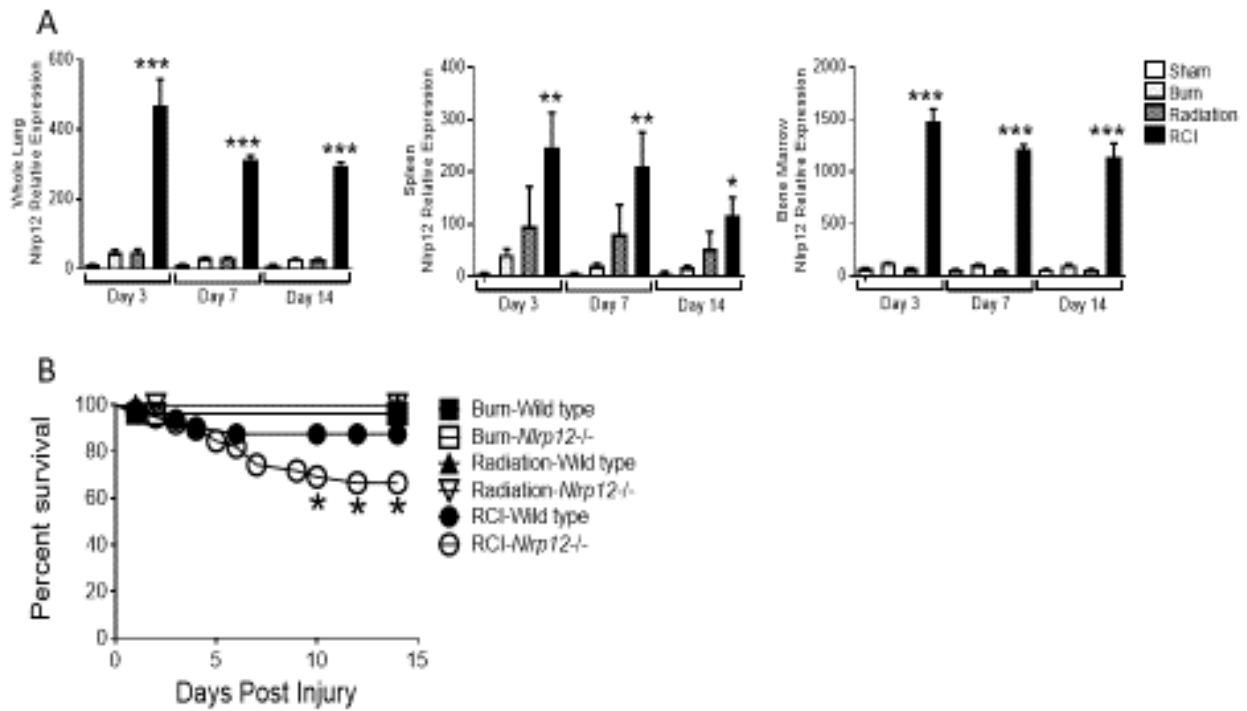 A
Whole Lung
Nlrp12 Relative Expression
600
400
200
0
***
***
***
Day 3
Day 7
Day 14
Spleen
Nlrp12 Relative Expression
400
300
200
100
0
**
**
*
Day 3
Day 7
Day 14
Bone Marrow
Nlrp12 Relative Expression
2000
1500
1000
500
0
***
***
***
Day 3
Day 7
Day 14
Sham
Burn
Radiation
RCI
B
Percent survival
100
80
60
40
20
0
* * *
0 5 10 15
Days Post Injury
Burn-Wild type
Burn-Nlrp12-/-
Radiation-Wild type
Radiation-Nlrp12-/-
RCI-Wild type
RCI-Nlrp12-/-